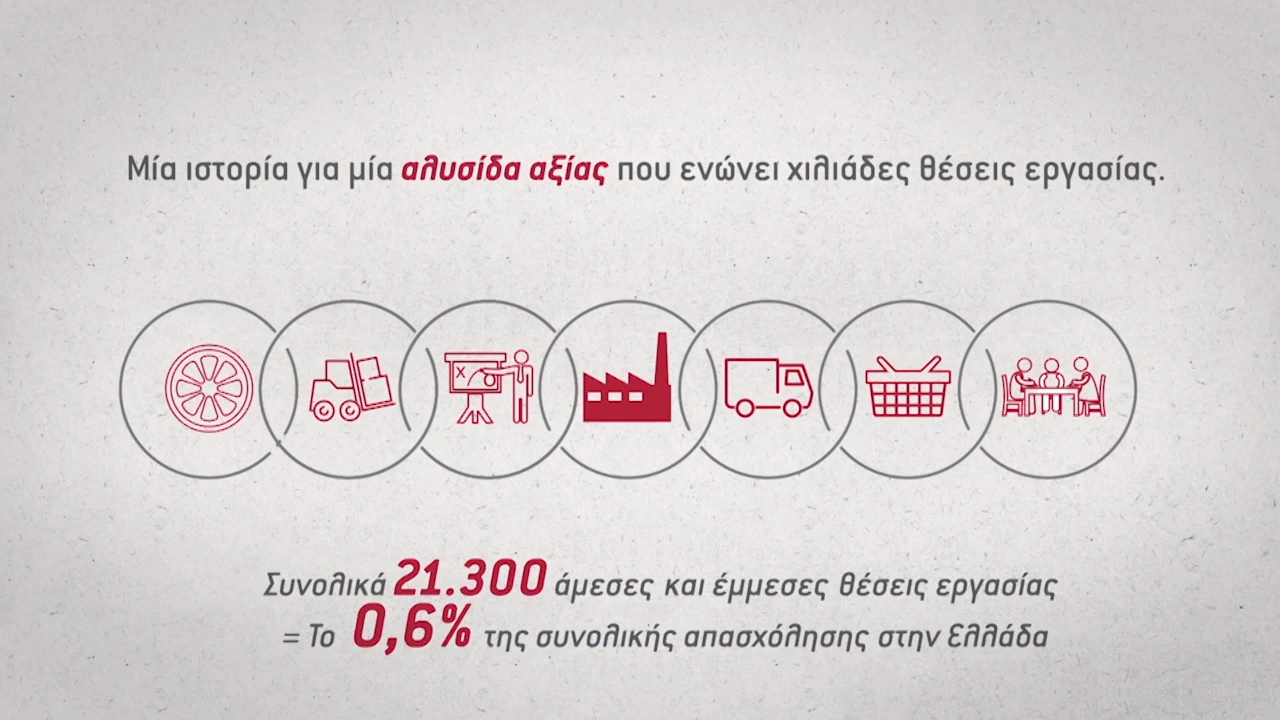 Μία ιστορία για μία αλυσίδα αξίας που ενώνει χιλιάδες θέσεις εργασίας.
X
Συνολικά 21.300 άμεσες και έμμεσες θέσεις εργασίας
= Το 0,6% της συνολικής απασχόλησης στην Ελλάδα